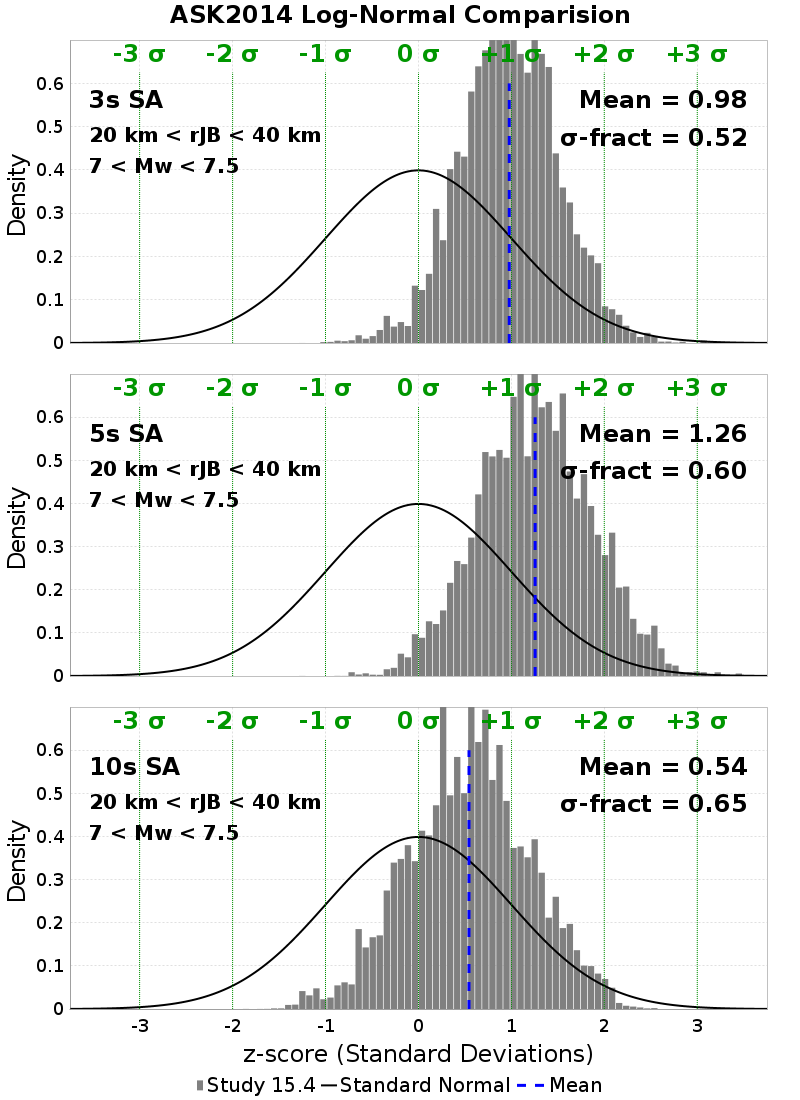 ASK2014 Log-Normal Comparision
-3 σ -2 σ -1 σ 0 σ +1 σ +2 σ +3 σ
3s SA
Mean = 0.98
20 km < rJB < 40 km
σ-fract = 0.52
7 < Mw < 7.5
Density
0.6
0.5
0.4
0.3
0.2
0.1
0
-3 σ -2 σ -1 σ 0 σ +1 σ +2 σ +3 σ
5s SA
Mean = 1.26
20 km < rJB < 40 km
σ-fract = 0.60
7 < Mw < 7.5
Density
0.6
0.5
0.4
0.3
0.2
0.1
0
-3 σ -2 σ -1 σ 0 σ +1 σ +2 σ +3 σ
10s SA
Mean = 0.54
20 km < rJB < 40 km
σ-fract = 0.65
7 < Mw < 7.5
Density
0.6
0.5
0.4
0.3
0.2
0.1
0
-3 -2 -1 0 1 2 3
z-score (Standard Deviations)
Study 15.4 Standard Normal Mean